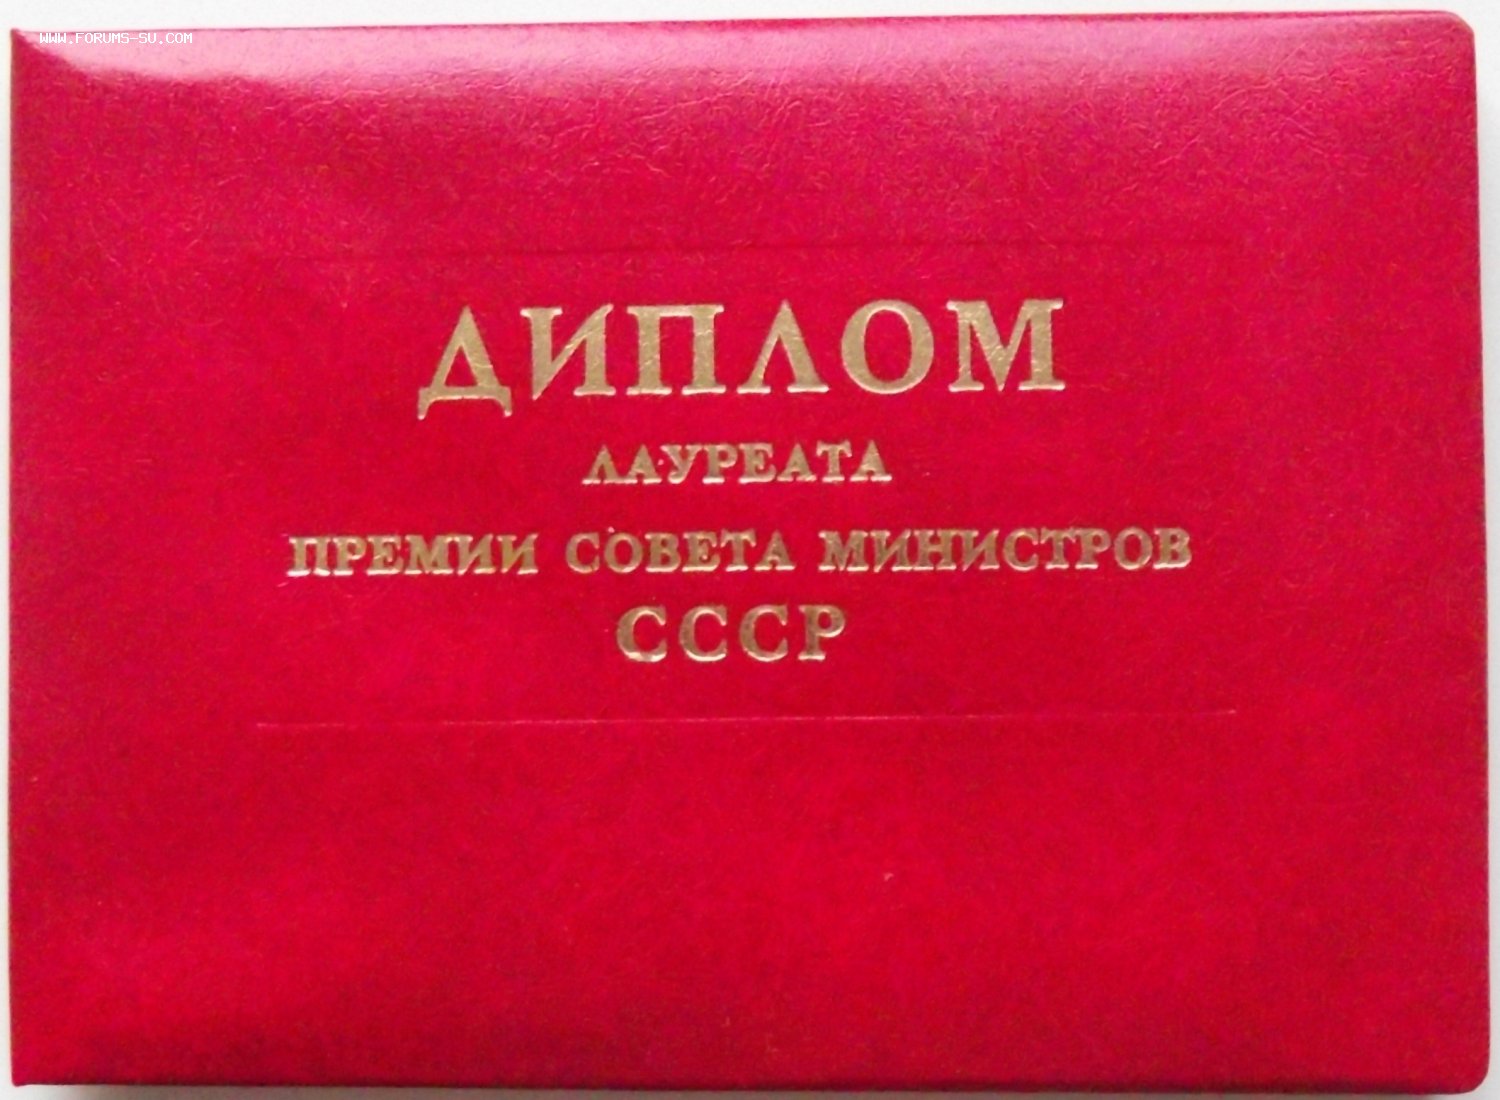 WWW.FORUMS-SU.COM
ДИПЛОМ
ЛАУРЕАТА
ПРЕМИИ СОВЕТА МИНИСТРОВ
СССР